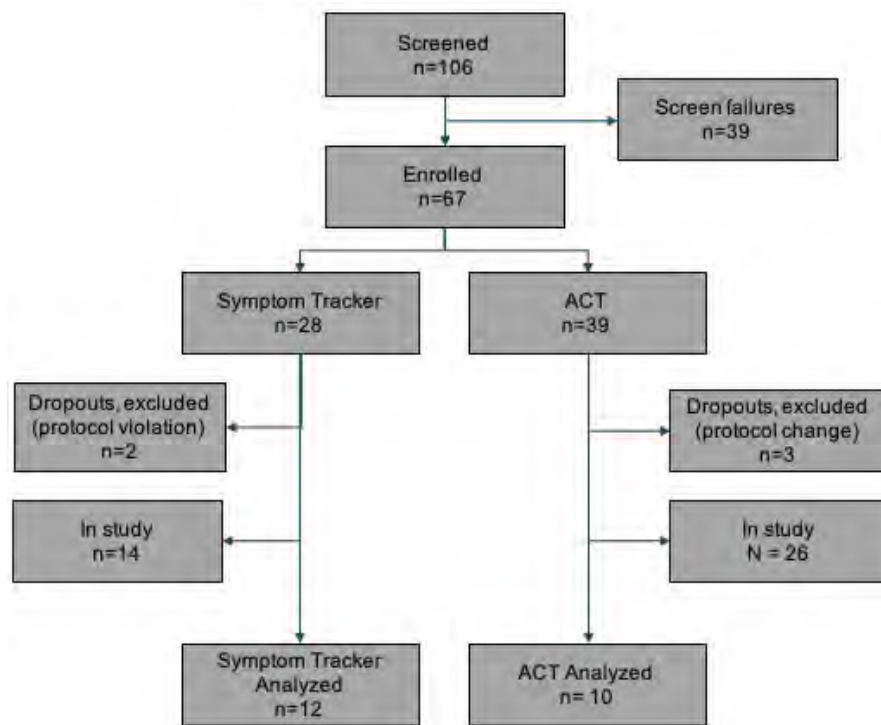 Screened
n=106
Screen failures
n=39
Enrolled
n=67
Symptom Tracker
n=28
ACT
n=39
Dropouts, excluded
(protocol violation)
n=2
Dropouts, excluded
(protocol change)
n=3
In study
n=14
In study
N = 26
Symptom Tracker
Analyzed
n=12
ACT Analyzed
n= 10